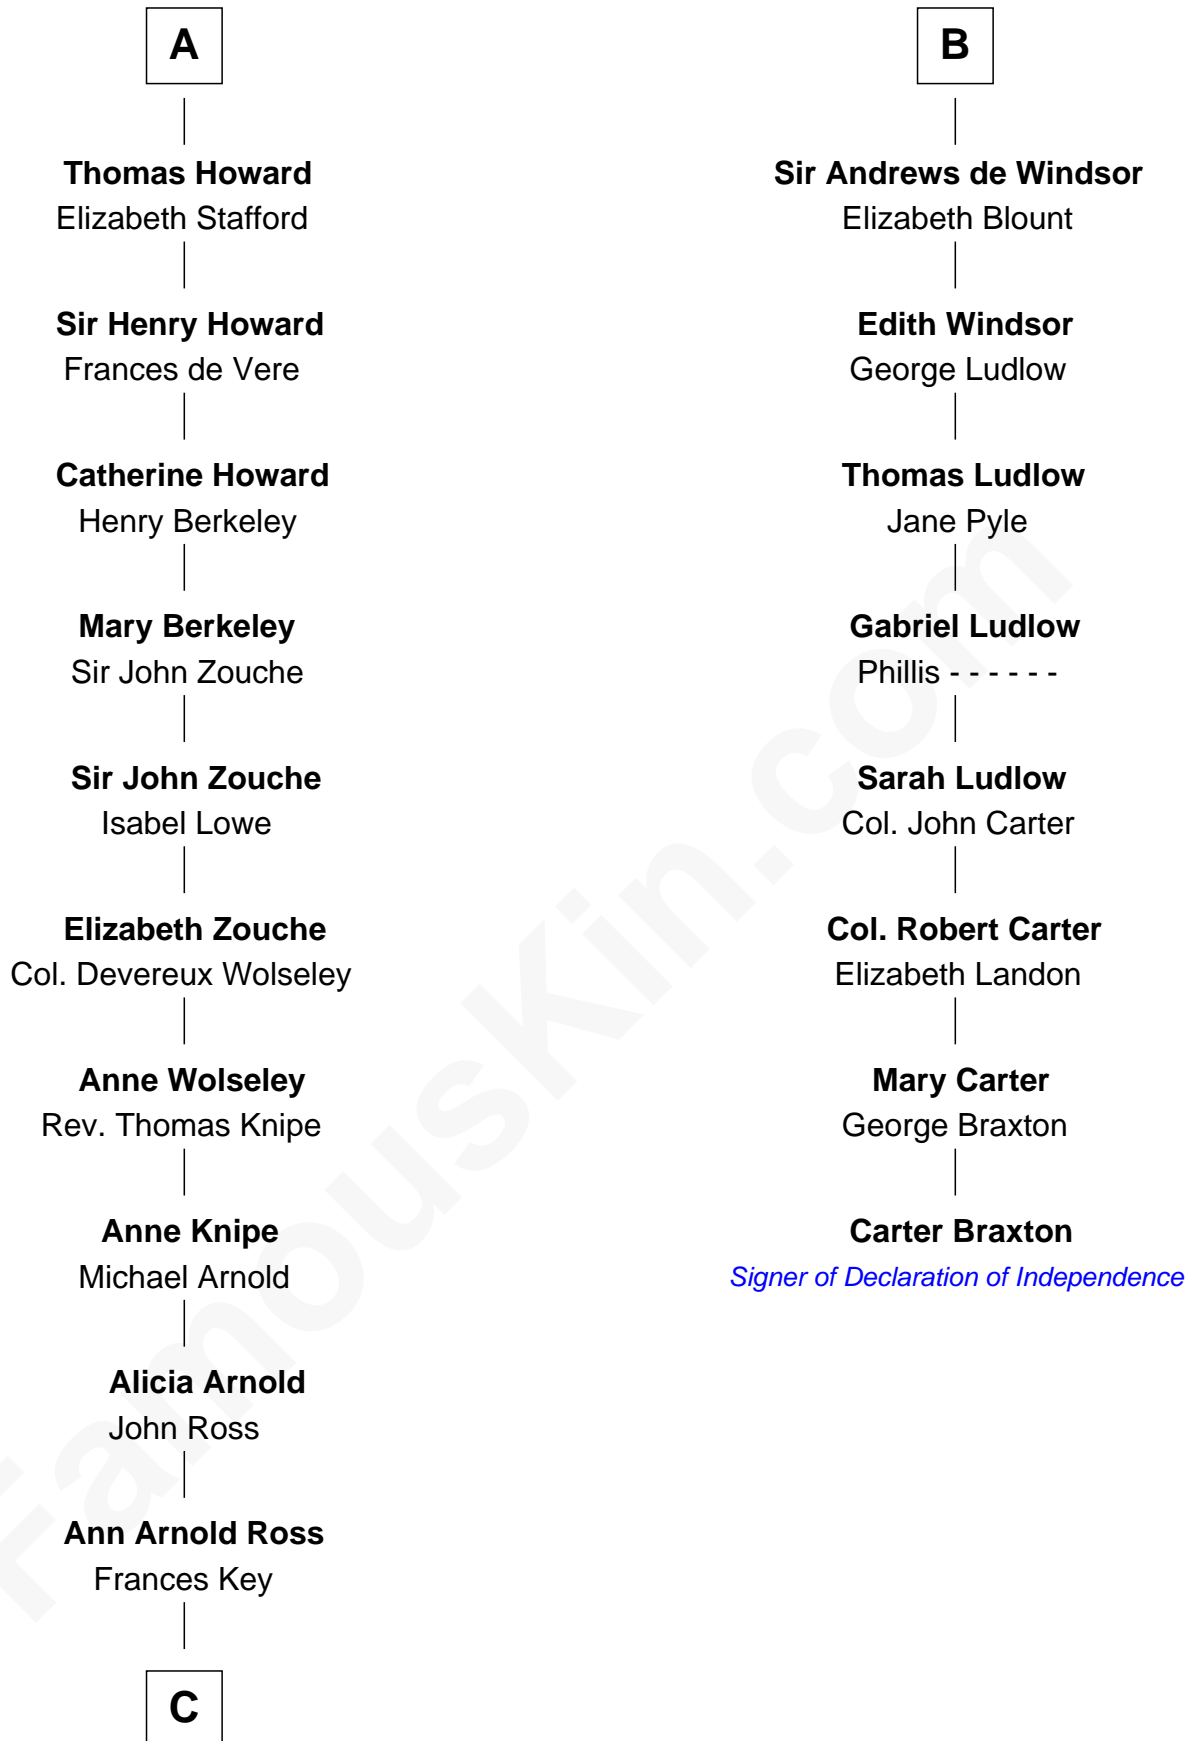 A
Thomas Howard
Elizabeth Stafford
Sir Henry Howard
Frances de Vere
Catherine Howard
Henry Berkeley
Mary Berkeley
Sir John Zouche
Sir John Zouche
Isabel Lowe
Elizabeth Zouche
Col. Devereux Wolseley
Anne Wolseley
Rev. Thomas Knipe
Anne Knipe
Michael Arnold
Alicia Arnold
John Ross
Ann Arnold Ross
Frances Key
C
B
Sir Andrews de Windsor
Elizabeth Blount
Edith Windsor
George Ludlow
Thomas Ludlow
Jane Pyle
Gabriel Ludlow
Phillis - - - - - -
Sarah Ludlow
Col. John Carter
Col. Robert Carter
Elizabeth Landon
Mary Carter
George Braxton
Carter Braxton
Signer of Declaration of Independence
FamousKin.com